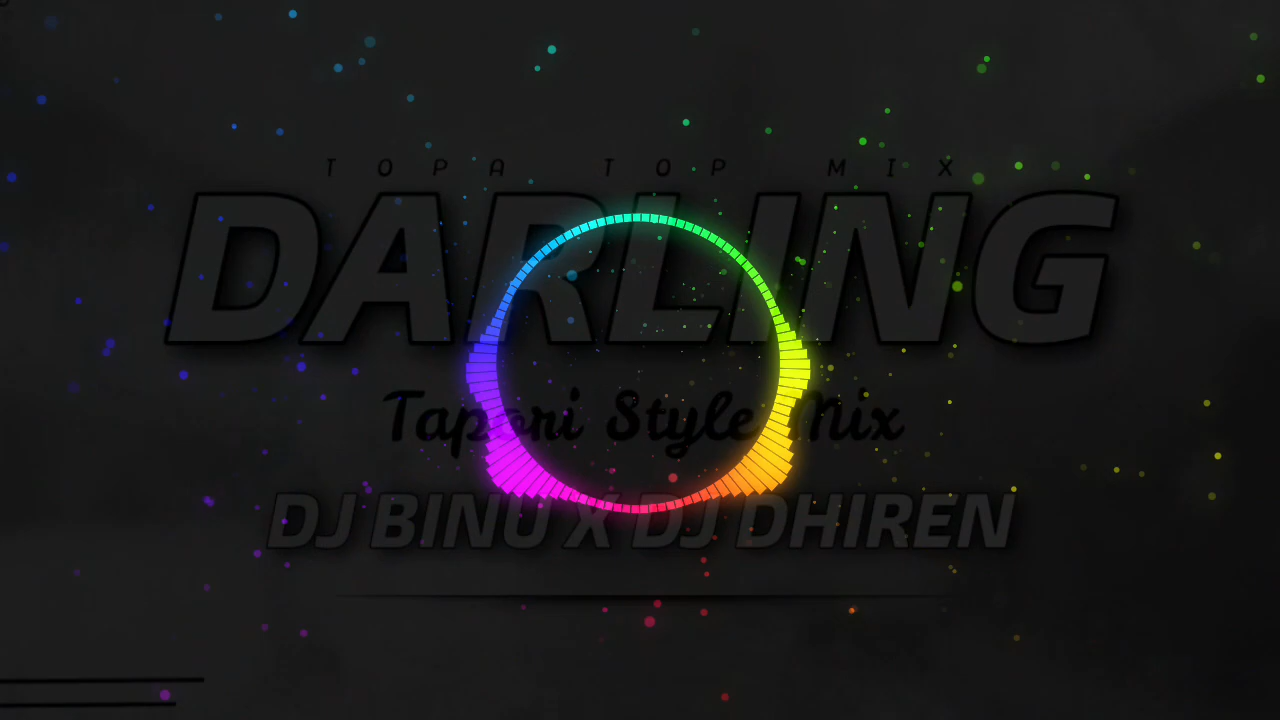 TOPA TOP MIX
DARLING
Tapori Style Mix
DJ BINU X DJ DHIREN